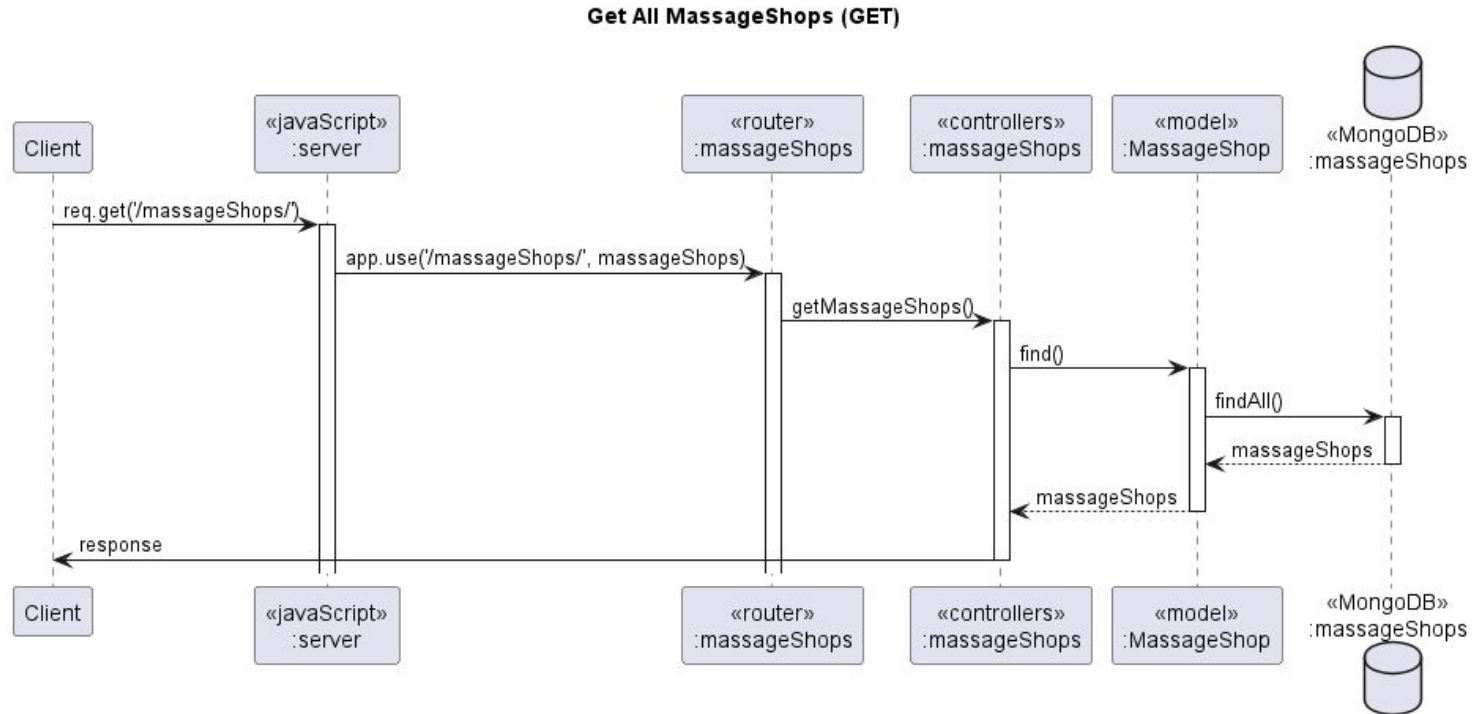 Get All MassageShops (GET)
Client
«javaScript»
:server
«router»
:massageShops
«controllers»
:massageShops
«model»
:MassageShop
«MongoDB»
:massageShops
req.get('/massageShops/')
app.use('/massageShops/', massageShops)
getMassageShops()
find()
findAll()
massageShops
massageShops
response
Client
«javaScript»
:server
«router»
:massageShops
«controllers»
:massageShops
«model»
:MassageShop
«MongoDB»
:massageShops